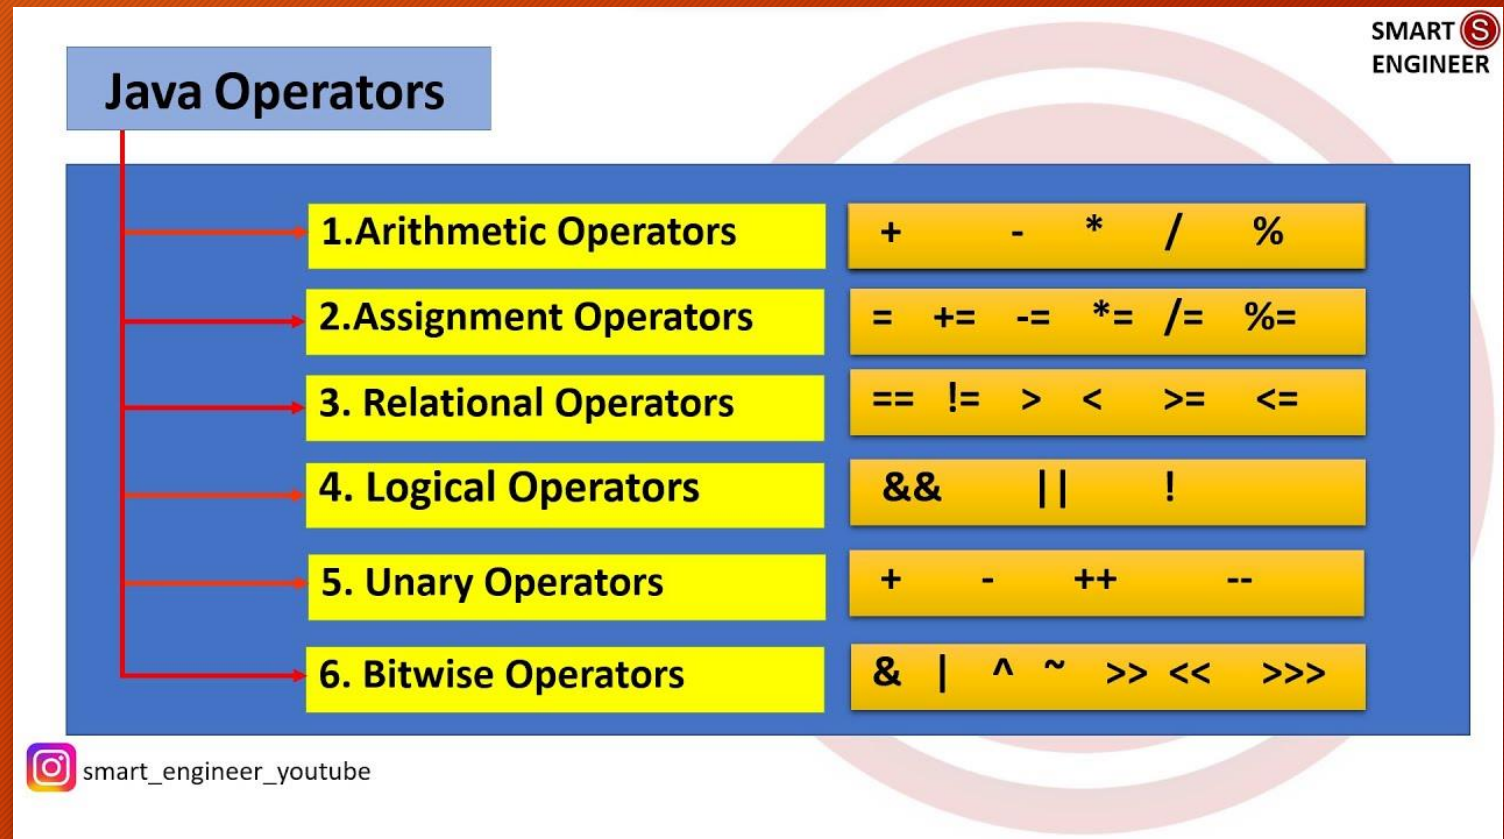 SMART S
ENGINEER
Java Operators
1.Arithmetic Operators + - * / %
2.Assignment Operators = += -= *= /= %=
3. Relational Operators == != > < >= <=
4. Logical Operators && || !
5. Unary Operators + - ++ --
6. Bitwise Operators & | ^ ~ >> << >>>
smart_engineer_youtube